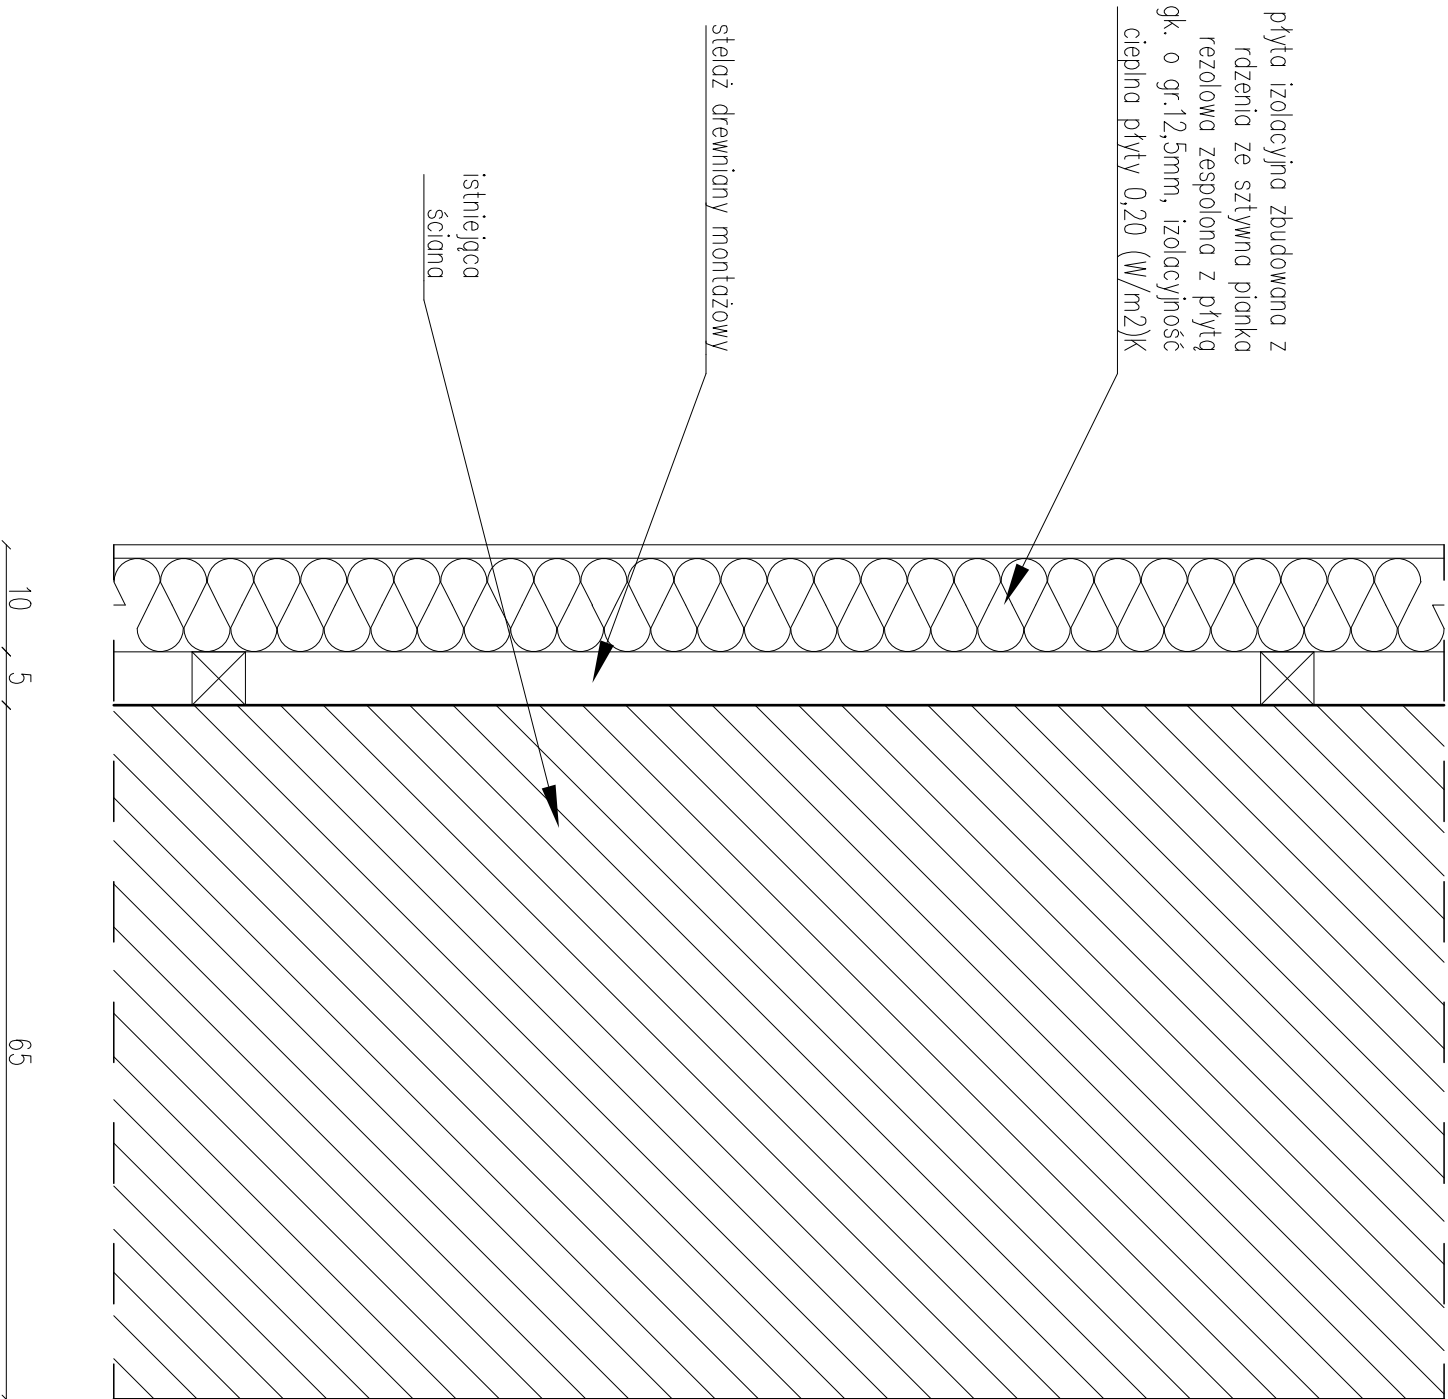 płyta izolacyjna zbudowana z
rdzenia ze sztywna pianka
rezolowa zespolona z płytą
gk. o gr.12,5mm, izolacyjność
cieplna płyty 0,20 (W/m2)K
stelaż drewniany montażowy
istniejąca
ściana
10
5
65